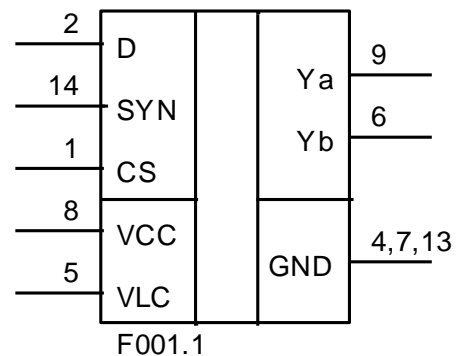 2 D
14 SYN
1 CS
8 VCC
5 VLC
Ya 9
Yb 6
GND 4,7,13
F001.1